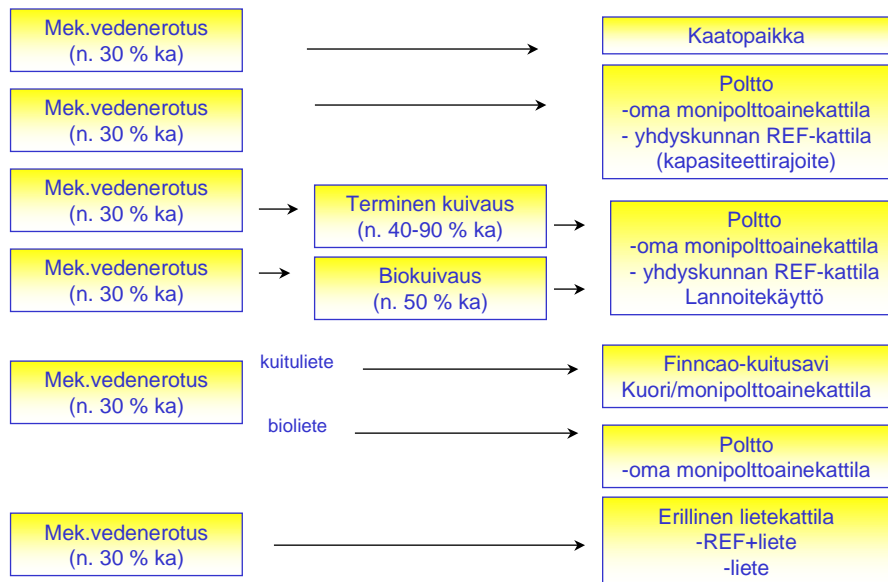 Mek.vedenerotus
(n. 30 % ka)
Kaatopaikka
Mek.vedenerotus
(n. 30 % ka)
Poltto
-oma monipolttoainekattila
- yhdyskunnan REF-kattila
(kapasiteettirajoite)
Mek.vedenerotus
(n. 30 % ka)
Terminen kuivaus
(n. 40-90 % ka)
Mek.vedenerotus
(n. 30 % ka)
Biokuivaus
(n. 50 % ka)
Poltto
-oma monipolttoainekattila
- yhdyskunnan REF-kattila
Lannoitekäyttö
Mek.vedenerotus
(n. 30 % ka)
kuituliete
Finncao-kuitusavi
Kuori/monipolttoainekattila
bioliete
Poltto
-oma monipolttoainekattila
Mek.vedenerotus
(n. 30 % ka)
Erillinen lietekattila
-REF+liete
-liete